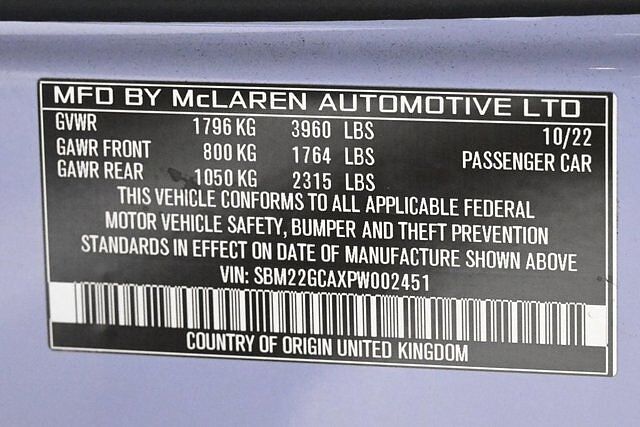 MFD BY McLAREN AUTOMOTIVE LTD
GVWR 1796 KG 3960 LBS 10/22
GAWR FRONT 800 KG 1764 LBS PASSENGER CAR
GAWR REAR 1050 KG 2315 LBS
THIS VEHICLE CONFORMS TO ALL APPLICABLE FEDERAL
MOTOR VEHICLE SAFETY, BUMPER AND THEFT PREVENTION
STANDARDS IN EFFECT ON DATE OF MANUFACTURE SHOWN ABOVE
VIN: SBM22GCAXPW002451
COUNTRY OF ORIGIN UNITED KINGDOM